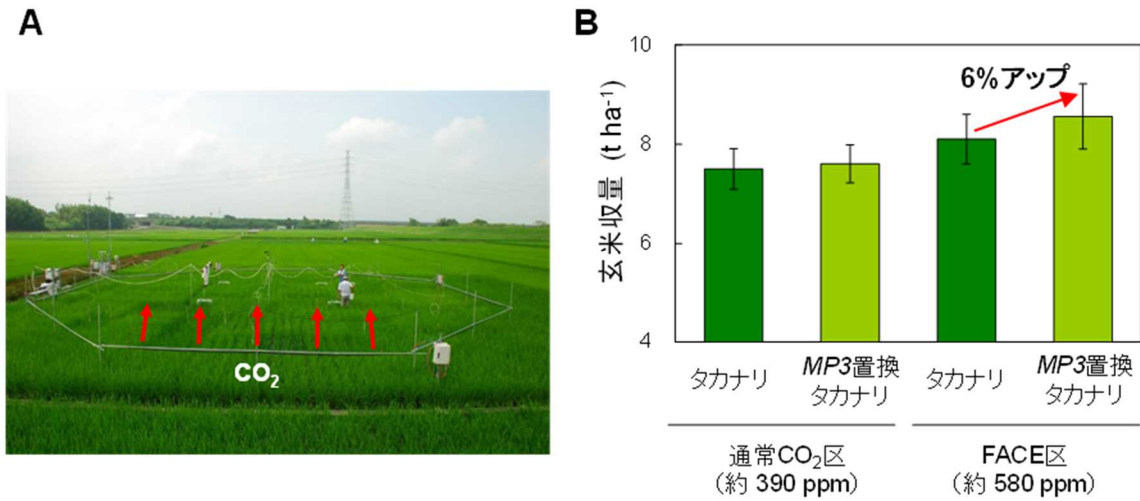 A
CO₂
B
玄米収量 (t ha⁻¹)
10
8
6
4
6%アップ
タカナリ
MP3置換
タカナリ
タカナリ
MP3置換
タカナリ
通常CO₂区
(約 390 ppm)
FACE区
(約 580 ppm)